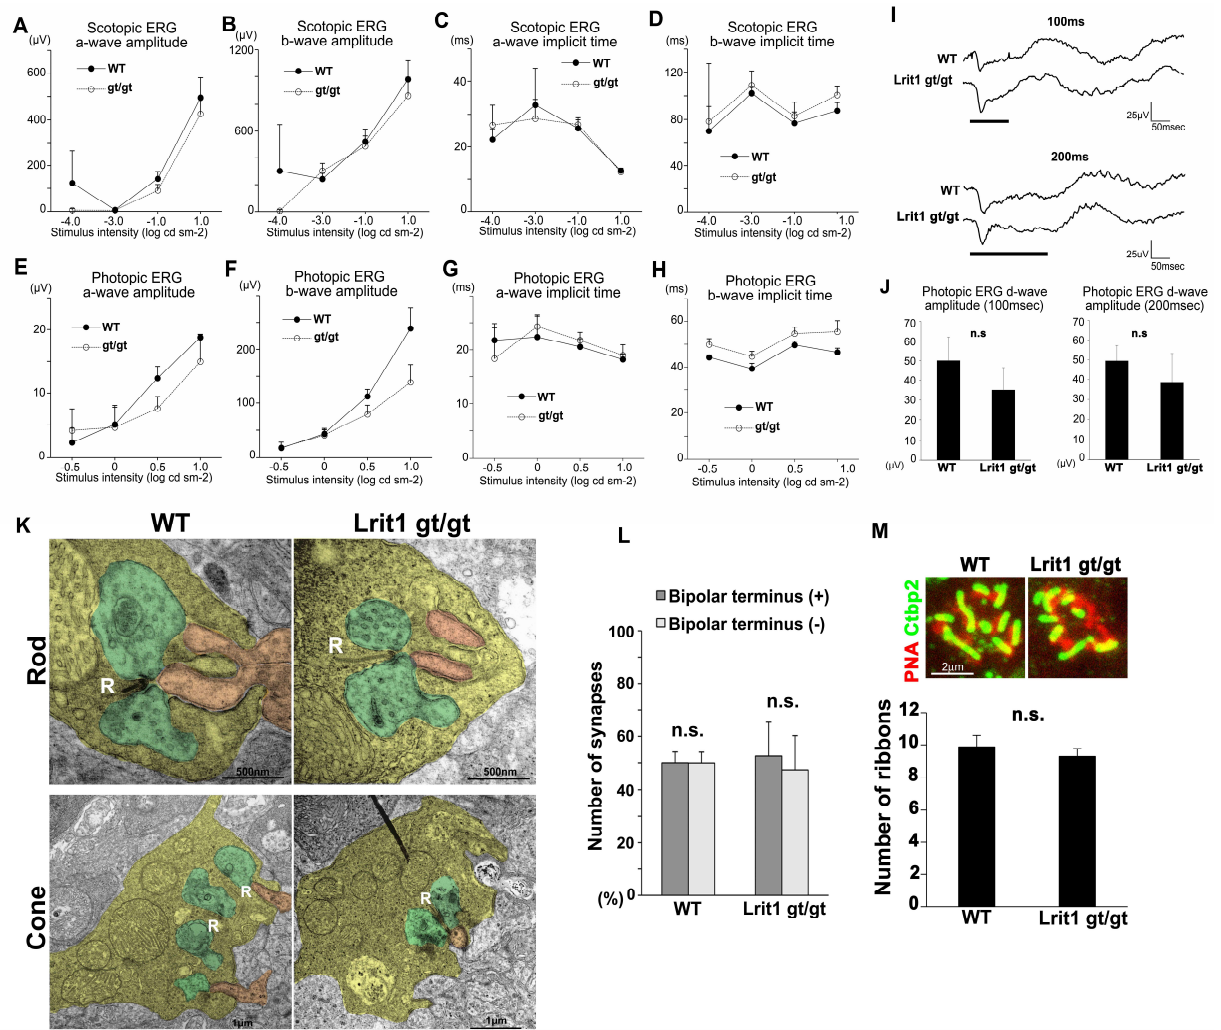 A
Scotopic ERG
a-wave amplitude
(µV)
600
400
200
0
WT
gt/gt
-4.0 -3.0 -1.0 1.0
Stimulus intensity (log cd sm-2)
B
Scotopic ERG
b-wave amplitude
(µV)
1200
600
0
WT
gt/gt
-4.0 -3.0 -1.0 1.0
Stimulus intensity (log cd sm-2)
C
Scotopic ERG
a-wave implicit time
(ms)
40
20
0
WT
gt/gt
-4.0 -3.0 -1.0 1.0
Stimulus intensity (log cd sm-2)
D
Scotopic ERG
b-wave implicit time
(ms)
120
80
40
0
WT
gt/gt
-4.0 -3.0 -1.0 1.0
Stimulus intensity (log cd sm-2)
I
100ms
WT
Lrit1 gt/gt
25µV
50msec
200ms
WT
Lrit1 gt/gt
25uV
50msec
E
Photopic ERG
a-wave amplitude
(µV)
20
10
0
WT
gt/gt
-0.5 0 0.5 1.0
Stimulus intensity (log cd sm-2)
F
Photopic ERG
b-wave amplitude
(µV)
200
100
0
WT
gt/gt
-0.5 0 0.5 1.0
Stimulus intensity (log cd sm-2)
G
Photopic ERG
a-wave implicit time
(ms)
30
20
10
0
WT
gt/gt
-0.5 0 0.5 1.0
Stimulus intensity (log cd sm-2)
H
Photopic ERG
b-wave implicit time
(ms)
60
40
20
0
WT
gt/gt
-0.5 0 0.5 1.0
Stimulus intensity (log cd sm-2)
J
Photopic ERG d-wave
amplitude (100msec)
n.s
70
60
50
40
30
20
10
0
(µV)
WT Lrit1 gt/gt
Photopic ERG d-wave
amplitude (200msec)
n.s
70
60
50
40
30
20
10
0
(µV)
WT Lrit1 gt/gt
K
WT Lrit1 gt/gt
Rod
R
500nm
R
500nm
Cone
R
R
1µm
R
1µm
L
Bipolar terminus (+)
Bipolar terminus (-)
Number of synapses
100
80
60
40
20
0
(%)
n.s.
n.s.
WT Lrit1 gt/gt
M
WT Lrit1 gt/gt
PNA Ctbp2
2µm
Number of ribbons
12
10
8
6
4
2
0
n.s.
WT Lrit1 gt/gt